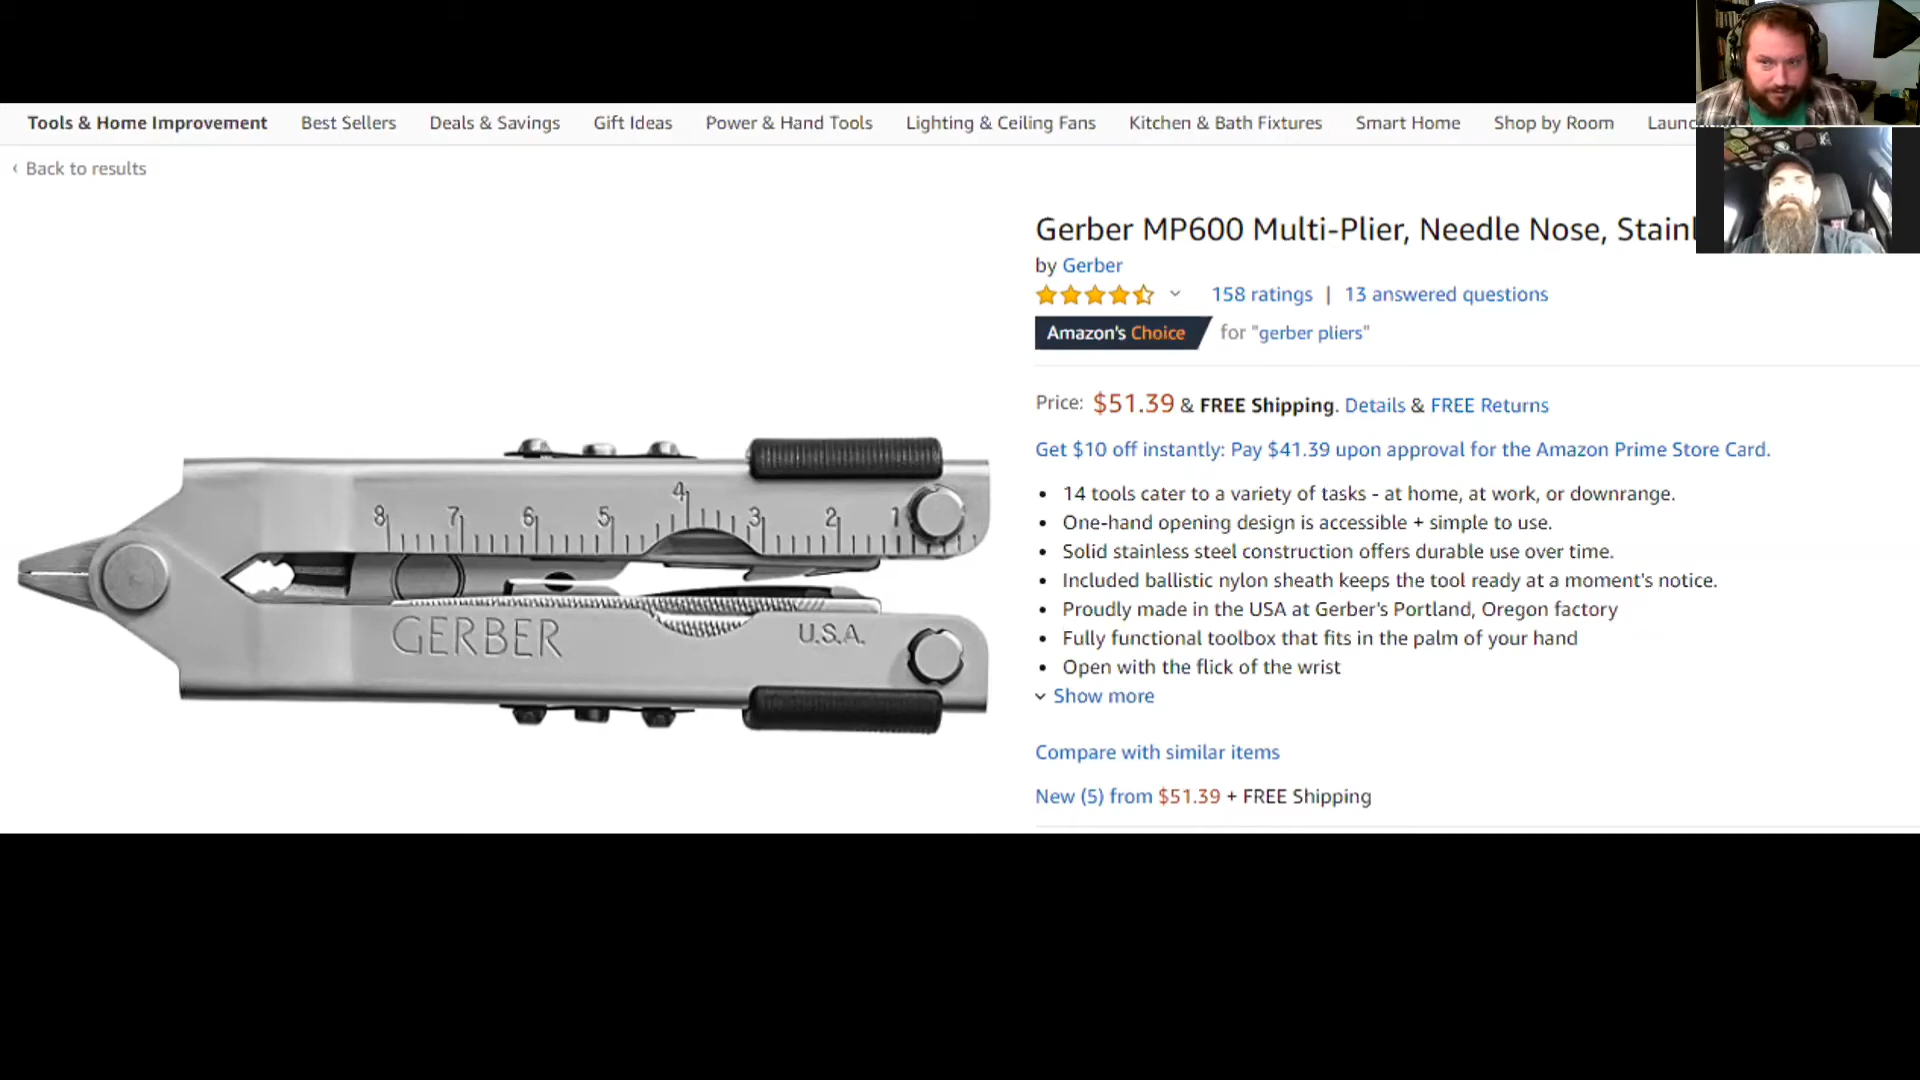 Tools & Home Improvement Best Sellers Deals & Savings Gift Ideas Power & Hand Tools Lighting & Ceiling Fans Kitchen & Bath Fixtures Smart Home Shop by Room Launc
‹ Back to results
Gerber MP600 Multi-Plier, Needle Nose, Stainl
by Gerber
158 ratings | 13 answered questions
Amazon's Choice for "gerber pliers"
Price: $51.39 & FREE Shipping. Details & FREE Returns
Get $10 off instantly: Pay $41.39 upon approval for the Amazon Prime Store Card.
• 14 tools cater to a variety of tasks - at home, at work, or downrange.
• One-hand opening design is accessible + simple to use.
• Solid stainless steel construction offers durable use over time.
• Included ballistic nylon sheath keeps the tool ready at a moment's notice.
• Proudly made in the USA at Gerber's Portland, Oregon factory
• Fully functional toolbox that fits in the palm of your hand
• Open with the flick of the wrist
Show more
Compare with similar items
New (5) from $51.39 + FREE Shipping
8 7 6 5 4 3 2 1
GERBER U.S.A.